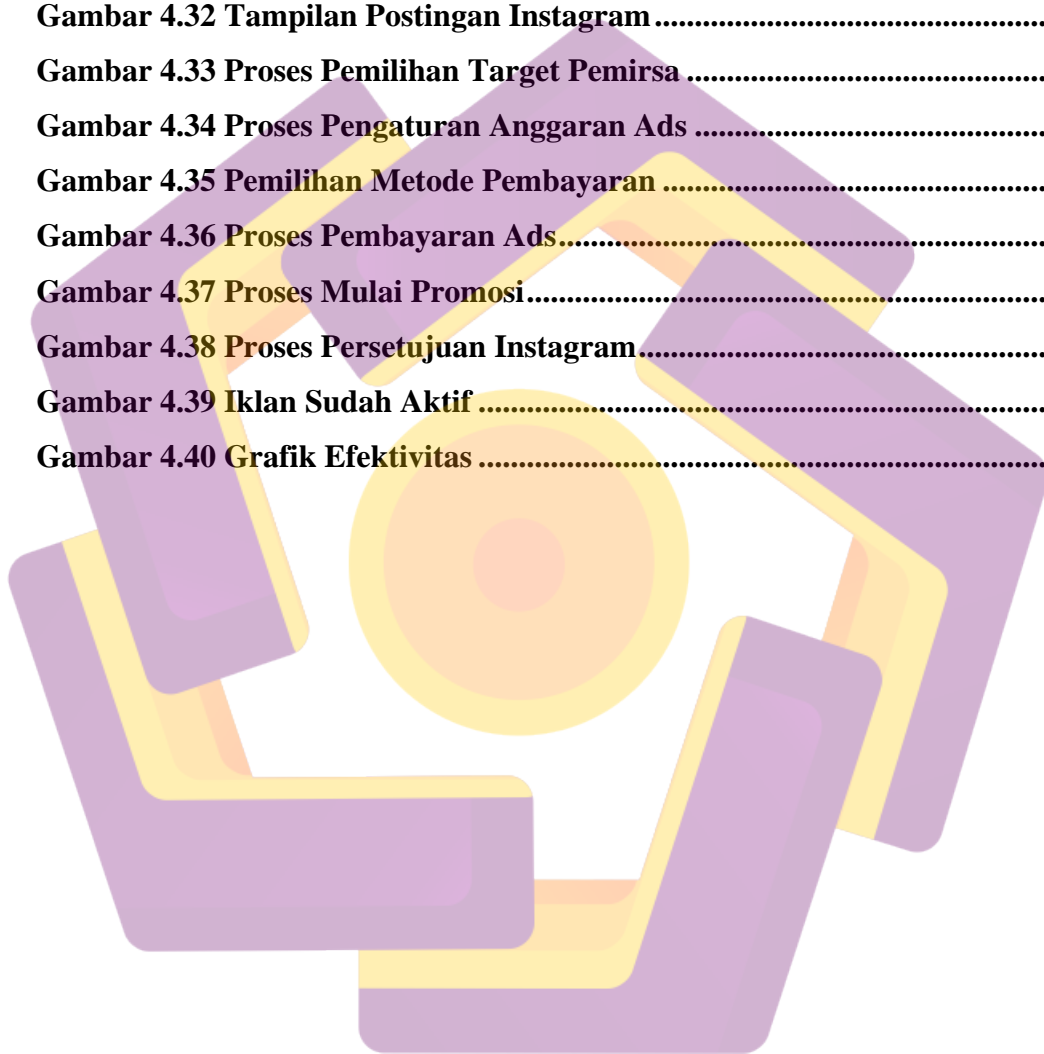 Gambar 4.32 Tampilan Postingan Instagram................................................
Gambar 4.33 Proses Pemilihan Target Pemirsa............................................
Gambar 4.34 Proses Pengaturan Anggaran Ads............................................
Gambar 4.35 Pemilihan Metode Pembayaran...............................................
Gambar 4.36 Proses Pembayaran Ads...........................................................
Gambar 4.37 Proses Mulai Promosi...............................................................
Gambar 4.38 Proses Persetujuan Instagram..................................................
Gambar 4.39 Iklan Sudah Aktif......................................................................
Gambar 4.40 Grafik Efektivitas......................................................................